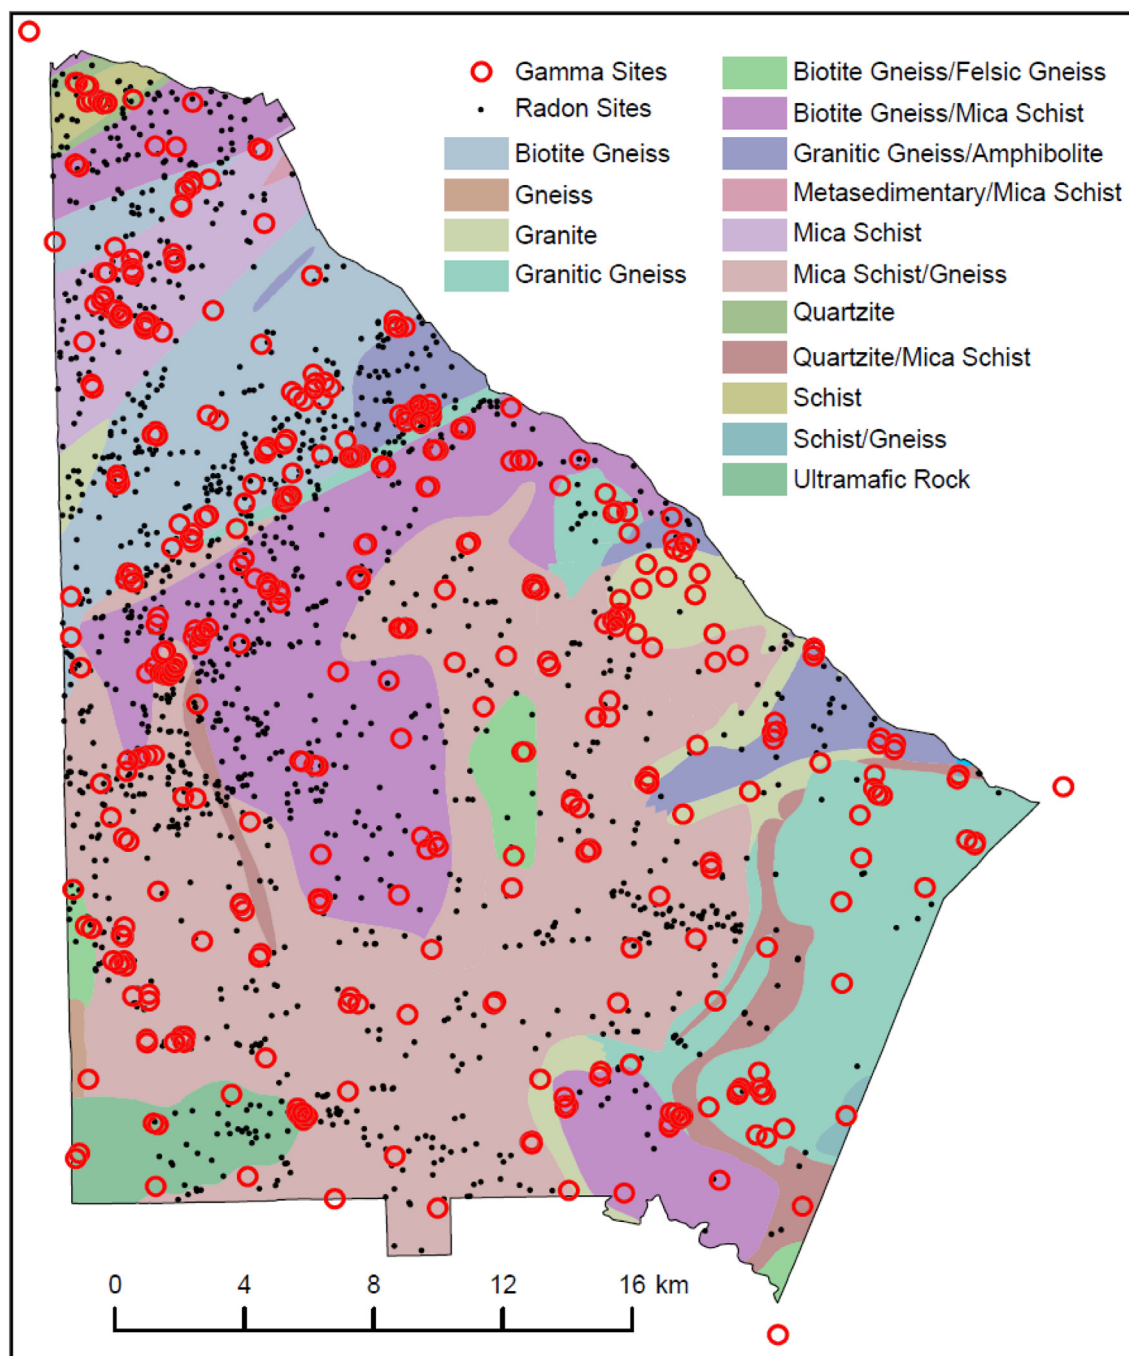 Gamma Sites
Radon Sites
Biotite Gneiss
Gneiss
Granite
Granitic Gneiss
Biotite Gneiss/Felsic Gneiss
Biotite Gneiss/Mica Schist
Granitic Gneiss/Amphibolite
Metasedimentary/Mica Schist
Mica Schist
Mica Schist/Gneiss
Quartzite
Quartzite/Mica Schist
Schist
Schist/Gneiss
Ultramafic Rock
0 4 8 12 16 km